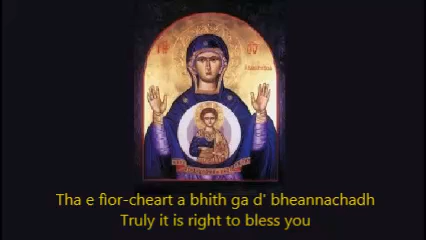 Tha e fìor-cheart a bhith ga d' bheannachadh
Truly it is right to bless you